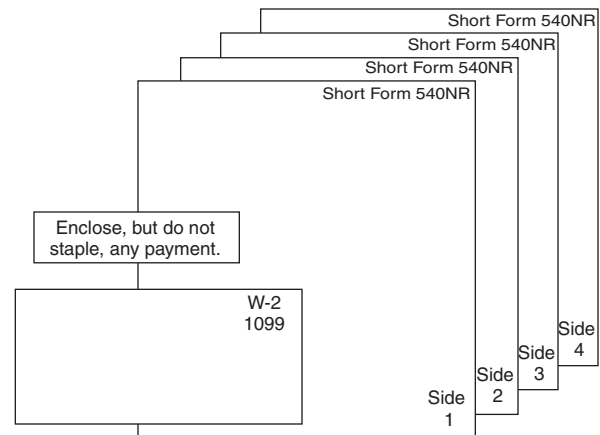 Short Form 540NR
Short Form 540NR
Short Form 540NR
Short Form 540NR
Enclose, but do not
staple, any payment.
W-2
1099
Side
4
Side
3
Side
2
Side
1